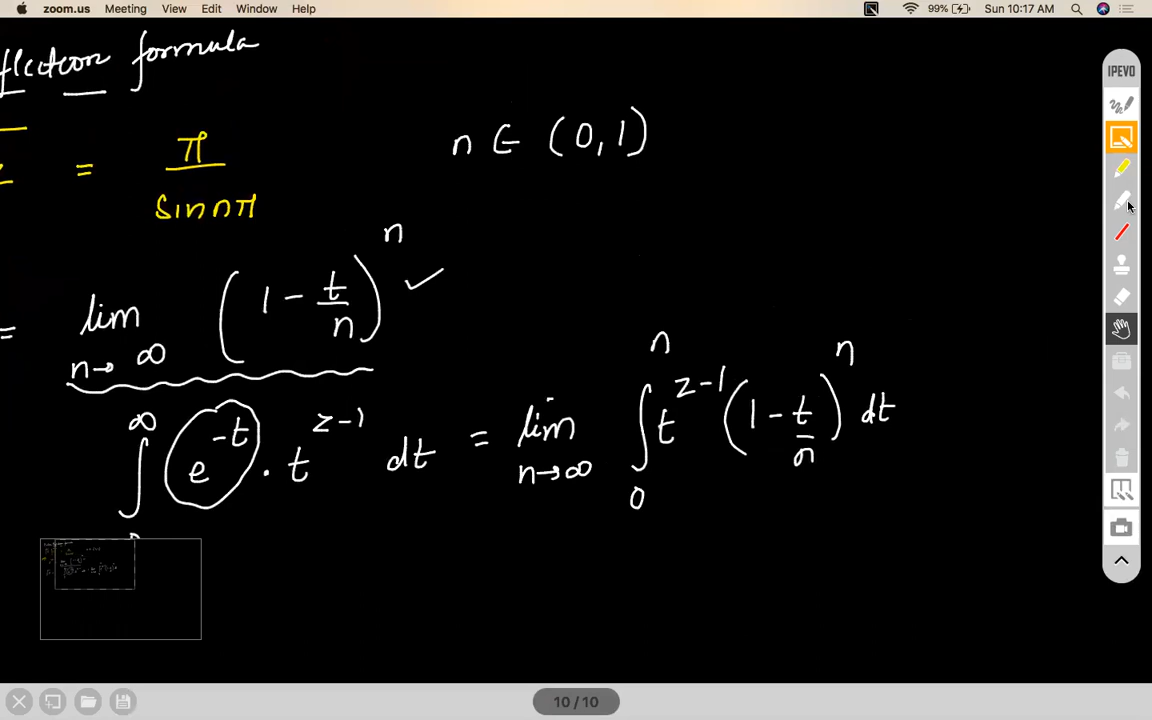 zoom.us Meeting View Edit Window Help 99% Sun 10:17 AM
flection formula
IPEVO
n ∈ (0, 1)
z = π / sin nπ
= lim n→∞ (1 - t/n)^n ✓
∫₀^∞ e^{-t} · t^{z-1} dt = lim n→∞ ∫₀^n t^{z-1} (1 - t/n)^n dt
10 / 10